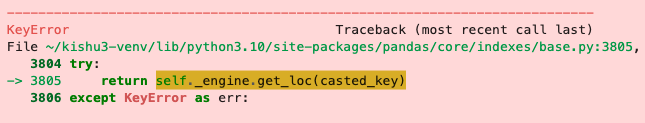 ---------------------------------------------------------------------------
KeyError                                  Traceback (most recent call last)
File ~/kishu3-venv/lib/python3.10/site-packages/pandas/core/indexes/base.py:3805,
   3804 try:
-> 3805     return self._engine.get_loc(casted_key)
   3806 except KeyError as err: